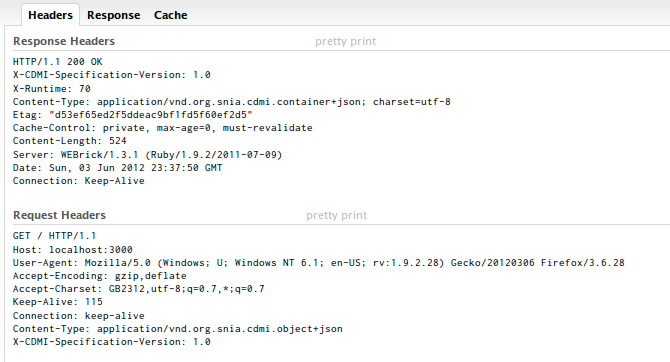 Headers Response Cache
Response Headers pretty print
HTTP/1.1 200 OK
X-CDMI-Specification-Version: 1.0
X-Runtime: 70
Content-Type: application/vnd.org.snia.cdmi.container+json; charset=utf-8
Etag: "d53ef65ed2f5ddeac9bf1fd5f60ef2d5"
Cache-Control: private, max-age=0, must-revalidate
Content-Length: 524
Server: WEBrick/1.3.1 (Ruby/1.9.2/2011-07-09)
Date: Sun, 03 Jun 2012 23:37:50 GMT
Connection: Keep-Alive
Request Headers pretty print
GET / HTTP/1.1
Host: localhost:3000
User-Agent: Mozilla/5.0 (Windows; U; Windows NT 6.1; en-US; rv:1.9.2.28) Gecko/20120306 Firefox/3.6.28
Accept-Encoding: gzip,deflate
Accept-Charset: GB2312,utf-8;q=0.7,*;q=0.7
Keep-Alive: 115
Connection: keep-alive
Content-Type: application/vnd.org.snia.cdmi.object+json
X-CDMI-Specification-Version: 1.0